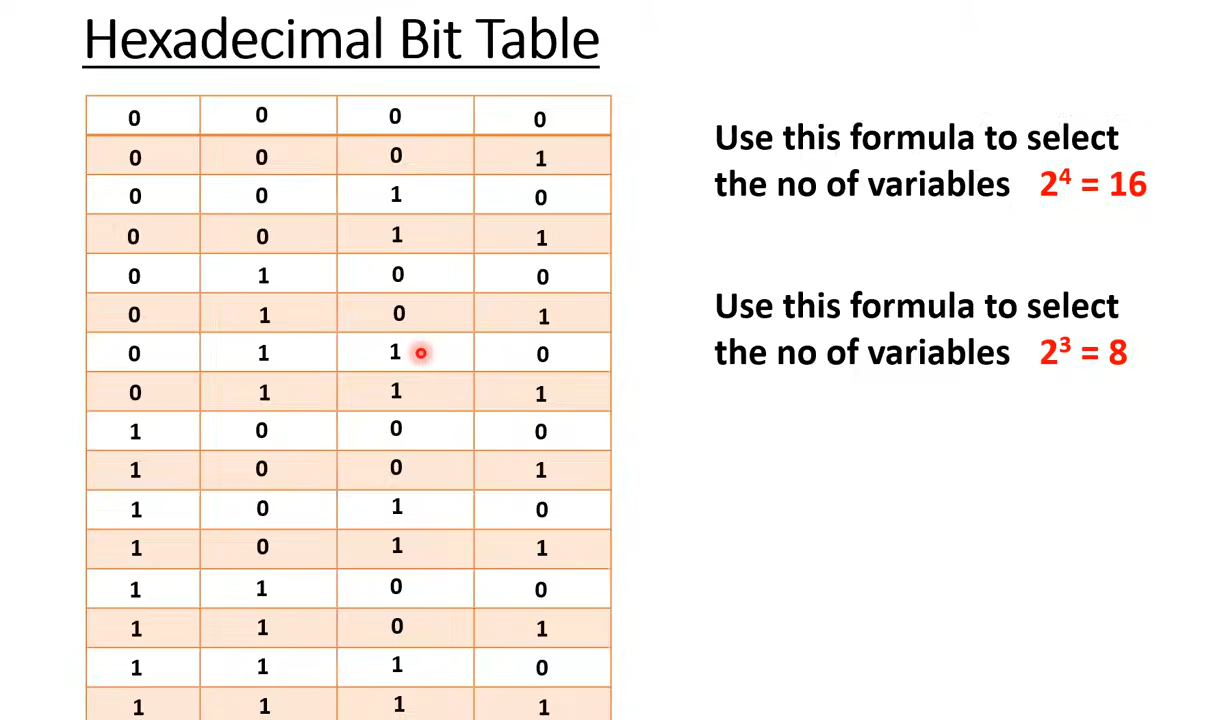 Hexadecimal Bit Table
0 0 0 0
0 0 0 1
0 0 1 0
0 0 1 1
0 1 0 0
0 1 0 1
0 1 1 0
0 1 1 1
1 0 0 0
1 0 0 1
1 0 1 0
1 0 1 1
1 1 0 0
1 1 0 1
1 1 1 0
1 1 1 1
Use this formula to select
the no of variables 2⁴ = 16
Use this formula to select
the no of variables 2³ = 8